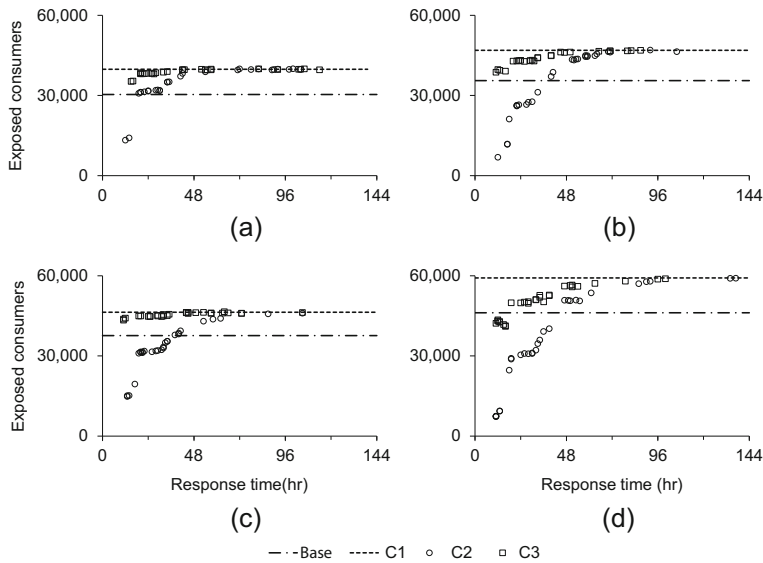 60,000
30,000
0
Exposed consumers
0 48 96 144
(a)
60,000
30,000
0
0 48 96 144
(b)
60,000
30,000
0
Exposed consumers
0 48 96 144
Response time(hr)
(c)
60,000
30,000
0
0 48 96 144
Response time (hr)
(d)
Base C1 C2 C3